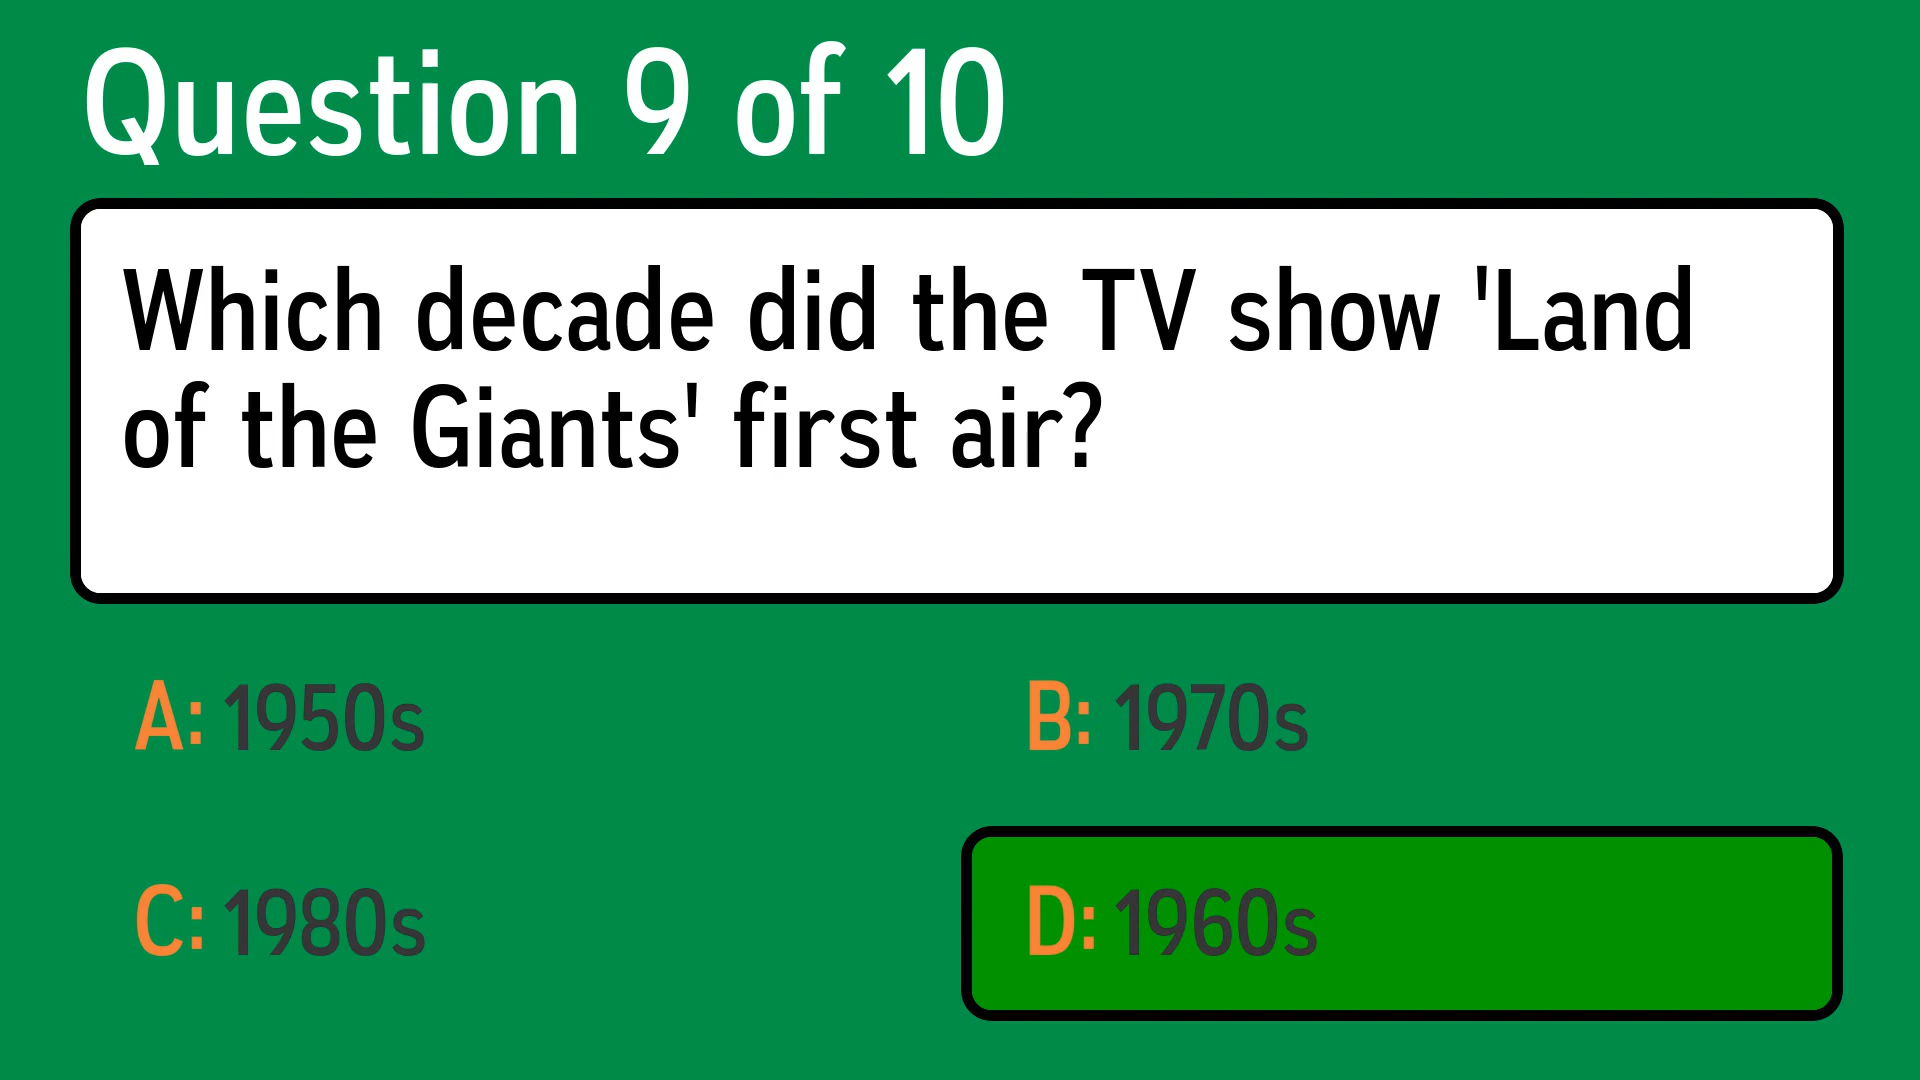 Question 9 of 10
Which decade did the TV show 'Land
of the Giants' first air?
A: 1950s
B: 1970s
C: 1980s
D: 1960s